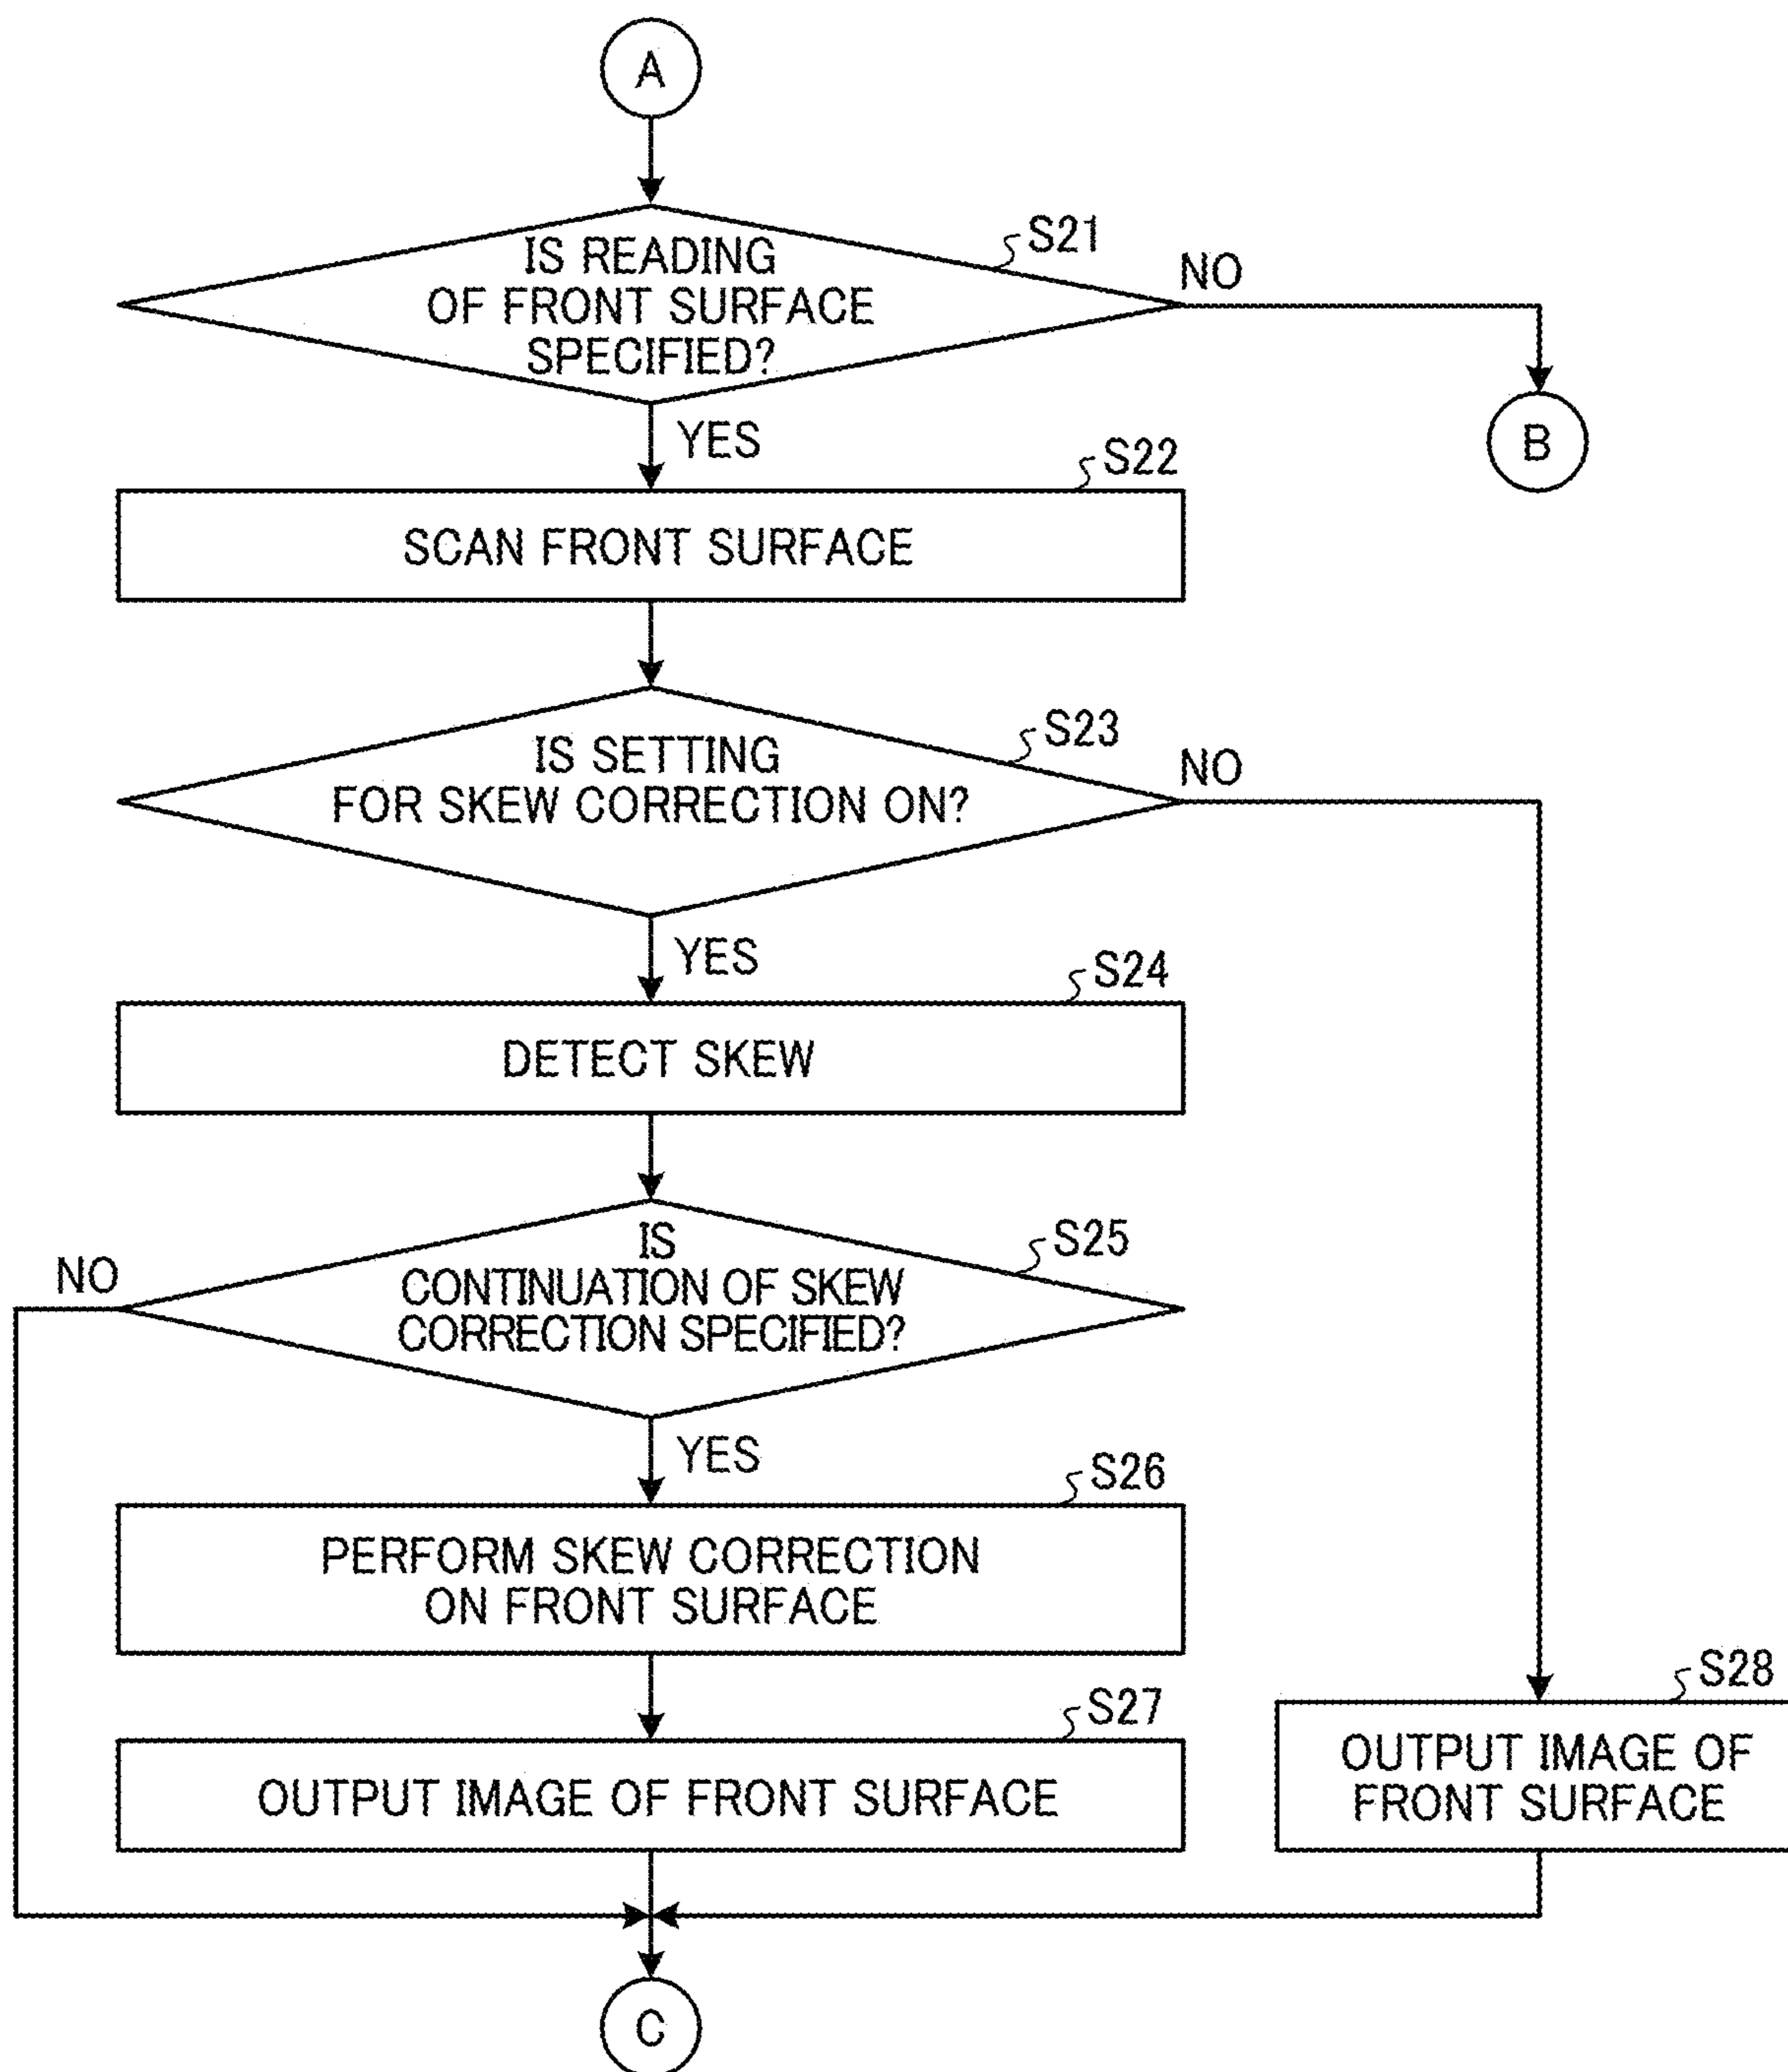 A
S21
IS READING
OF FRONT SURFACE
SPECIFIED?
NO
B
YES
S22
SCAN FRONT SURFACE
S23
IS SETTING
FOR SKEW CORRECTION ON?
NO
YES
S24
DETECT SKEW
S25
IS
CONTINUATION OF SKEW
CORRECTION SPECIFIED?
NO
YES
S26
PERFORM SKEW CORRECTION
ON FRONT SURFACE
S27
OUTPUT IMAGE OF FRONT SURFACE
S28
OUTPUT IMAGE OF
FRONT SURFACE
C